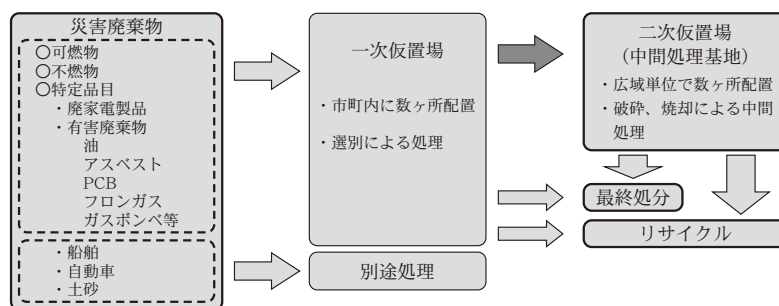 災害廃棄物
〇可燃物
〇不燃物
〇特定品目
・廃家電製品
・有害廃棄物
油
アスベスト
PCB
フロンガス
ガスボンベ等
・船舶
・自動車
・土砂
一次仮置場
・市町内に数ヶ所配置
・選別による処理
別途処理
二次仮置場
（中間処理基地）
・広域単位で数ヶ所配置
・破砕、焼却による中間
処理
最終処分
リサイクル